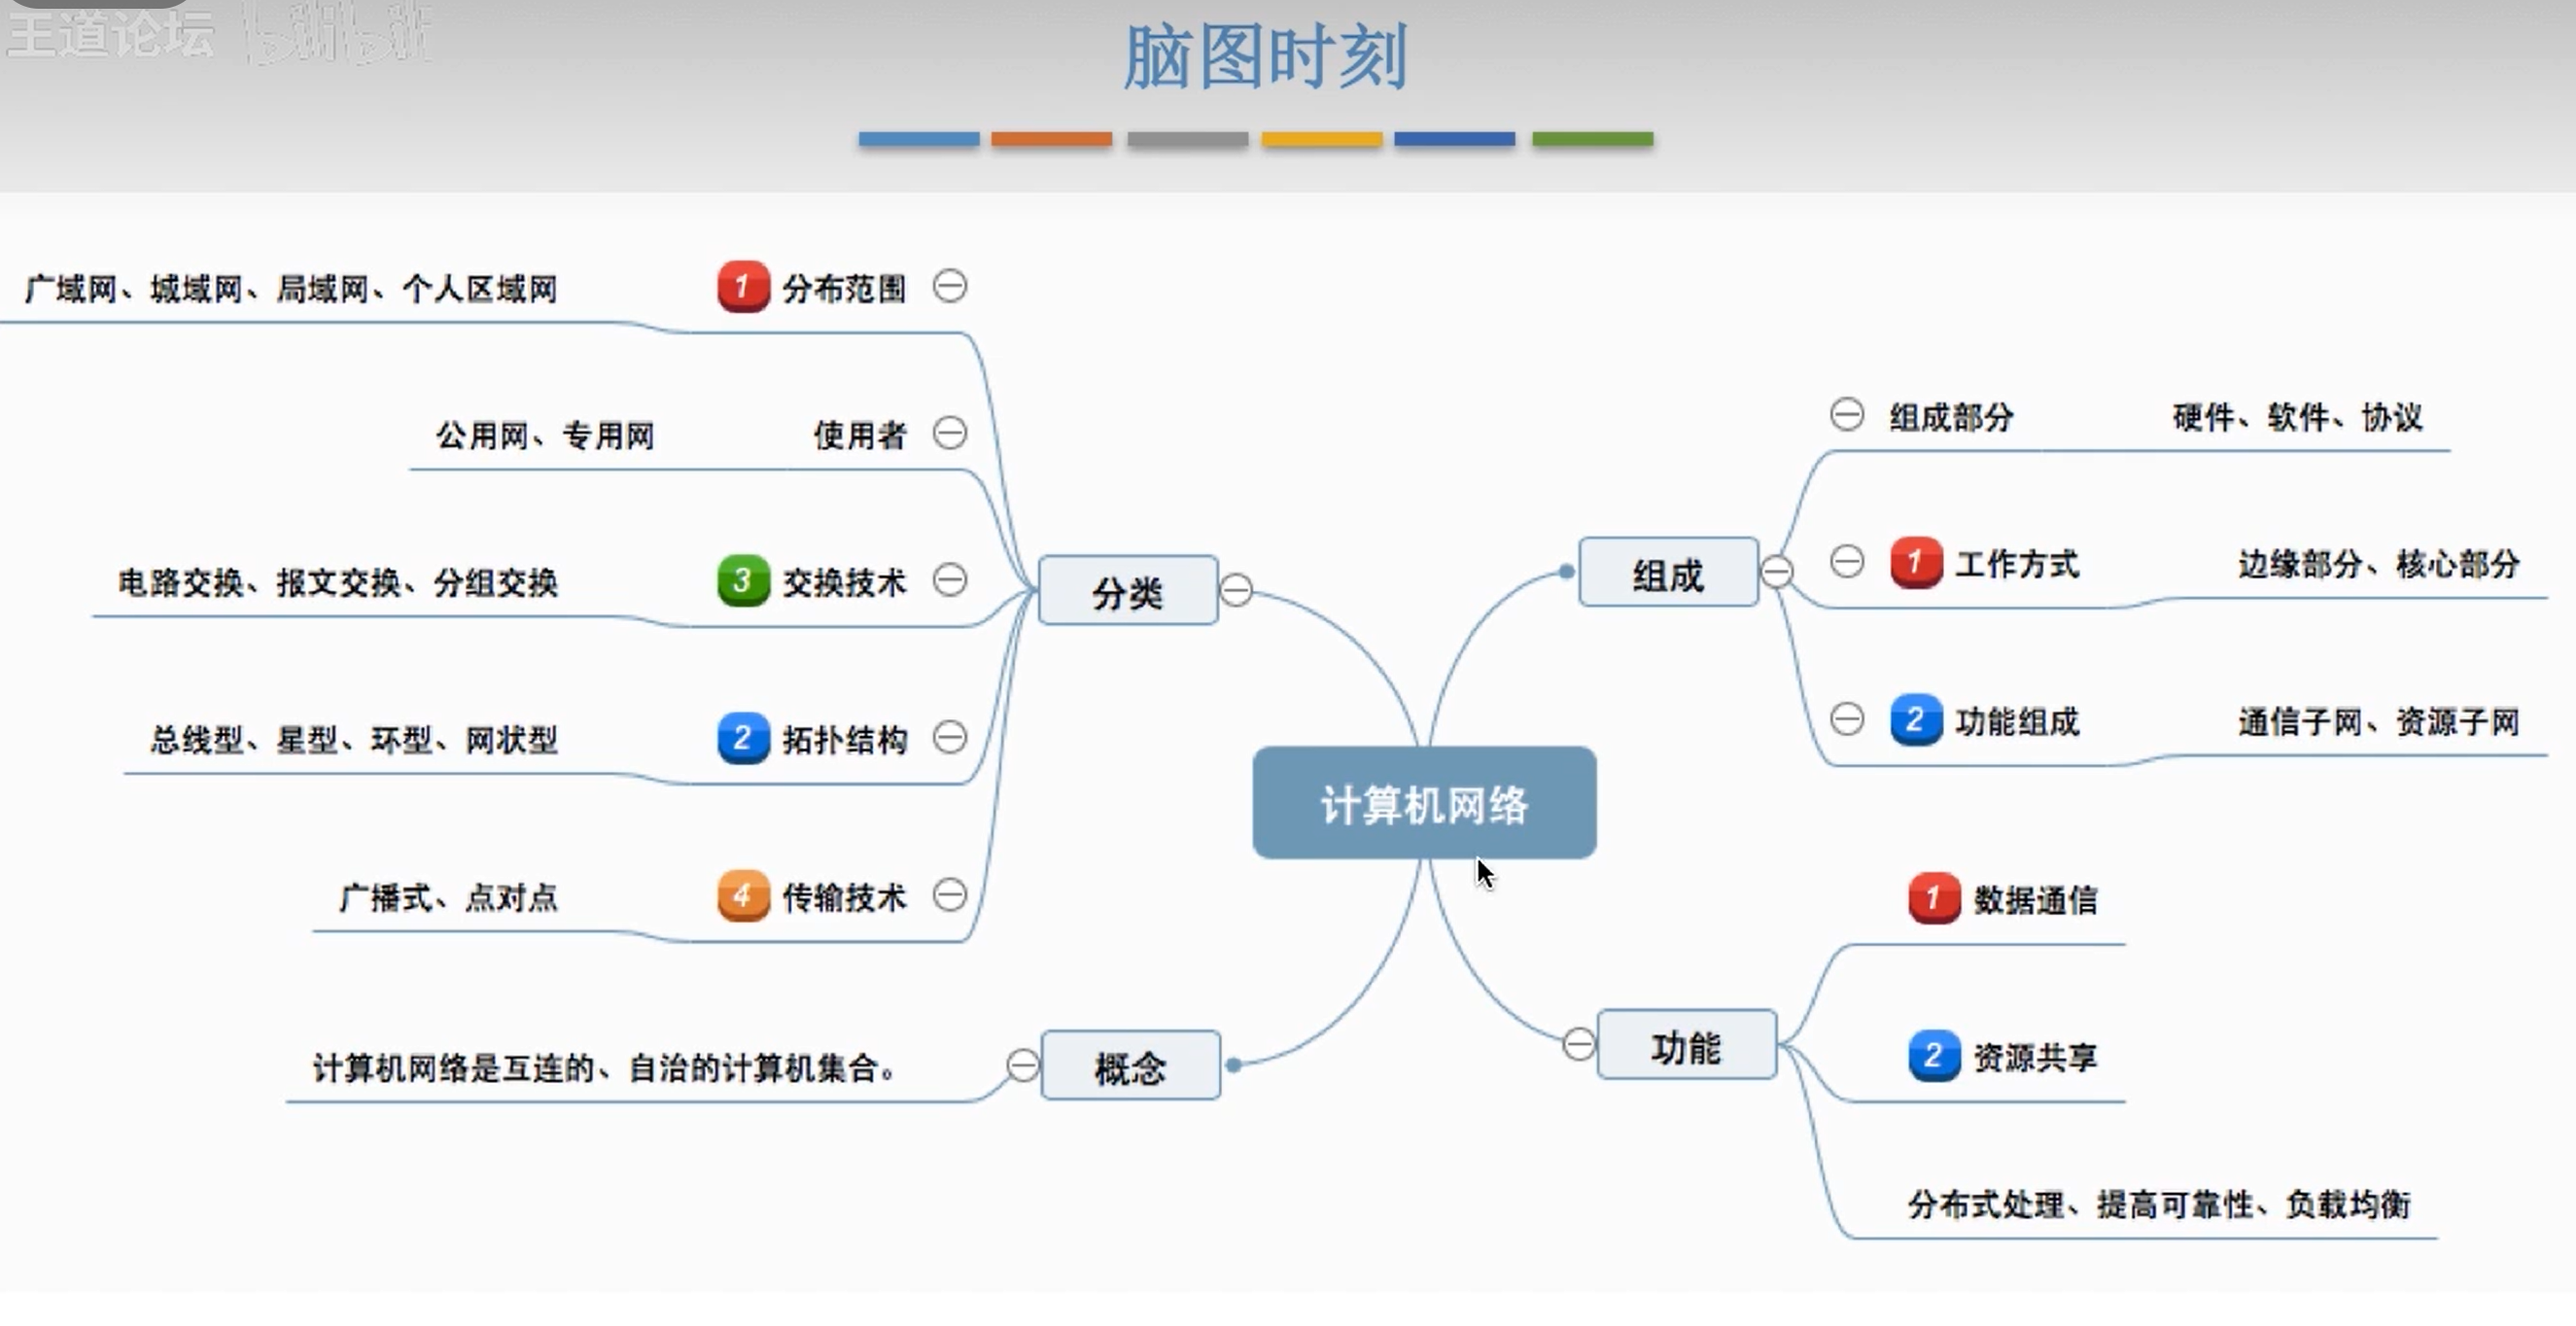 王道论坛 bilibili
脑图时刻
广域网、城域网、局域网、个人区域网 1 分布范围
公用网、专用网 使用者
电路交换、报文交换、分组交换 3 交换技术
总线型、星型、环型、网状型 2 拓扑结构
广播式、点对点 4 传输技术
分类
计算机网络是互连的、自治的计算机集合。
概念
计算机网络
组成
组成部分 硬件、软件、协议
1 工作方式 边缘部分、核心部分
2 功能组成 通信子网、资源子网
功能
1 数据通信
2 资源共享
分布式处理、提高可靠性、负载均衡